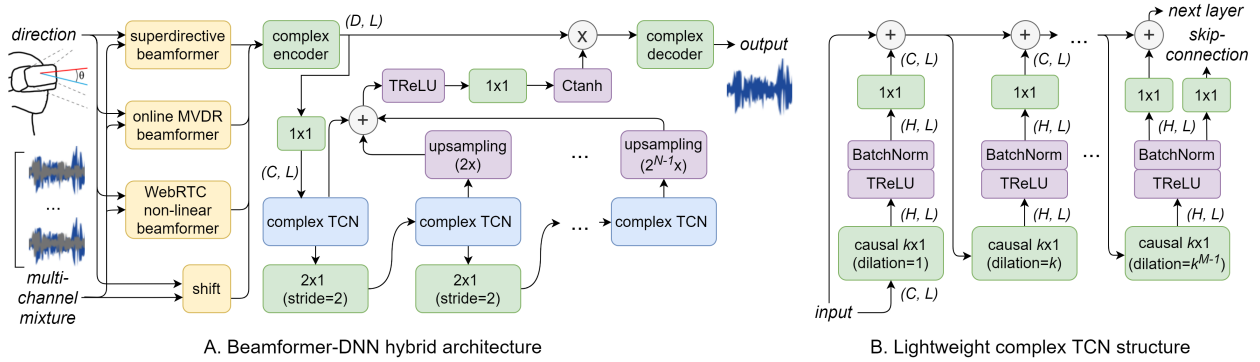 direction
θ
...
multi-
channel
mixture
superdirective
beamformer
online MVDR
beamformer
WebRTC
non-linear
beamformer
shift
complex
encoder
(D, L)
x
complex
decoder
output
TReLU
1x1
Ctanh
1x1
+
(C, L)
upsampling
(2x)
...
upsampling
(2^{N-1}x)
complex TCN
complex TCN
...
complex TCN
2x1
(stride=2)
2x1
(stride=2)
A. Beamformer-DNN hybrid architecture
+
+
...
+
next layer
skip-
connection
(C, L)
(C, L)
1x1
1x1
1x1
1x1
(H, L)
(H, L)
(H, L)
BatchNorm
TReLU
BatchNorm
TReLU
...
BatchNorm
TReLU
(H, L)
(H, L)
(H, L)
causal kx1
(dilation=1)
causal kx1
(dilation=k)
causal kx1
(dilation=k^{M-1})
(C, L)
input
B. Lightweight complex TCN structure